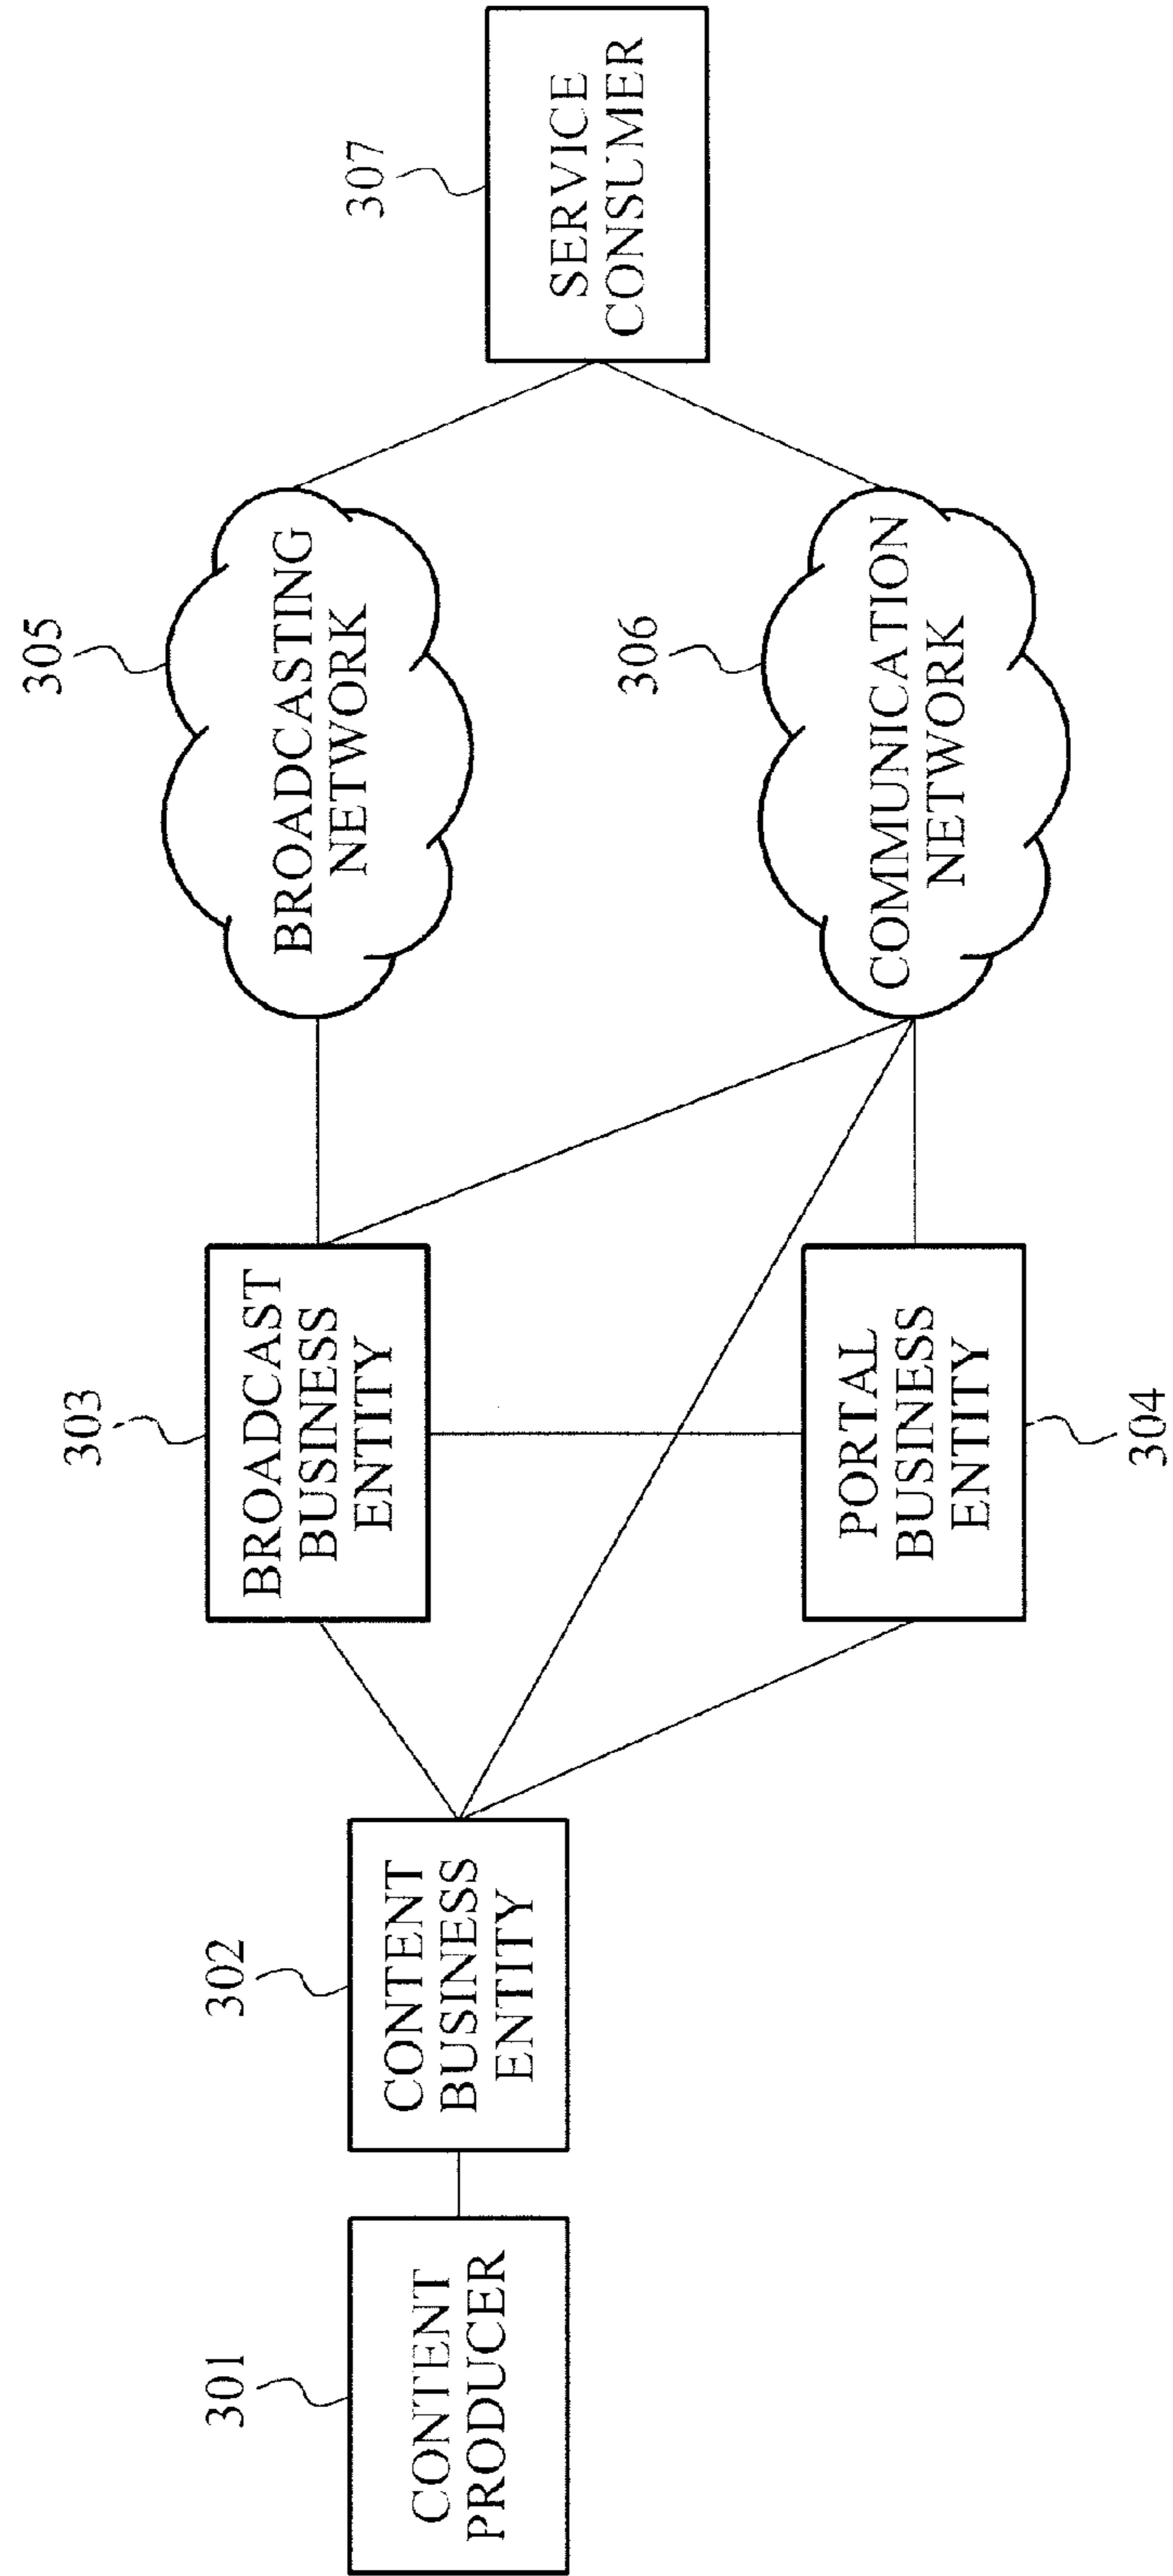 301
CONTENT
PRODUCER
302
CONTENT
BUSINESS
ENTITY
303
BROADCAST
BUSINESS
ENTITY
PORTAL
BUSINESS
ENTITY
304
305
BROADCASTING
NETWORK
306
COMMUNICATION
NETWORK
307
SERVICE
CONSUMER